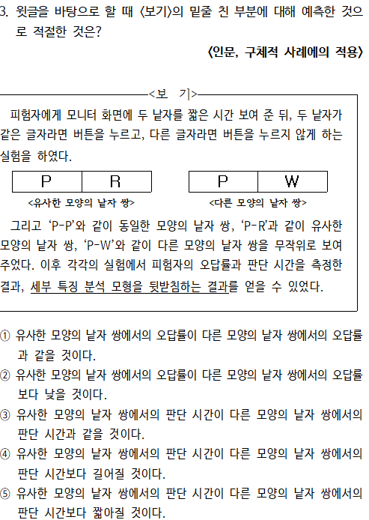 3. 윗글을 바탕으로 할 때 <보기>의 밑줄 친 부분에 대해 예측한 것으
로 적절한 것은?
<인문, 구체적 사례에의 적용>
<보 기>
피험자에게 모니터 화면에 두 낱자를 짧은 시간 보여 준 뒤, 두 낱자가
같은 글자라면 버튼을 누르고, 다른 글자라면 버튼을 누르지 않게 하는
실험을 하였다.
P R P W
<유사한 모양의 낱자 쌍> <다른 모양의 낱자 쌍>
그리고 ‘P-P’와 같이 동일한 모양의 낱자 쌍, ‘P-R’과 같이 유사한
모양의 낱자 쌍, ‘P-W’와 같이 다른 모양의 낱자 쌍을 무작위로 보여
주었다. 이후 각각의 실험에서 피험자의 오답률과 판단 시간을 측정한
결과, 세부 특징 분석 모형을 뒷받침하는 결과를 얻을 수 있었다.
① 유사한 모양의 낱자 쌍에서의 오답률이 다른 모양의 낱자 쌍에서의 오답률
과 같을 것이다.
② 유사한 모양의 낱자 쌍에서의 오답률이 다른 모양의 낱자 쌍에서의 오답률
보다 낮을 것이다.
③ 유사한 모양의 낱자 쌍에서의 판단 시간이 다른 모양의 낱자 쌍에서의
판단 시간과 같을 것이다.
④ 유사한 모양의 낱자 쌍에서의 판단 시간이 다른 모양의 낱자 쌍에서의
판단 시간보다 길어질 것이다.
⑤ 유사한 모양의 낱자 쌍에서의 판단 시간이 다른 모양의 낱자 쌍에서의
판단 시간보다 짧아질 것이다.